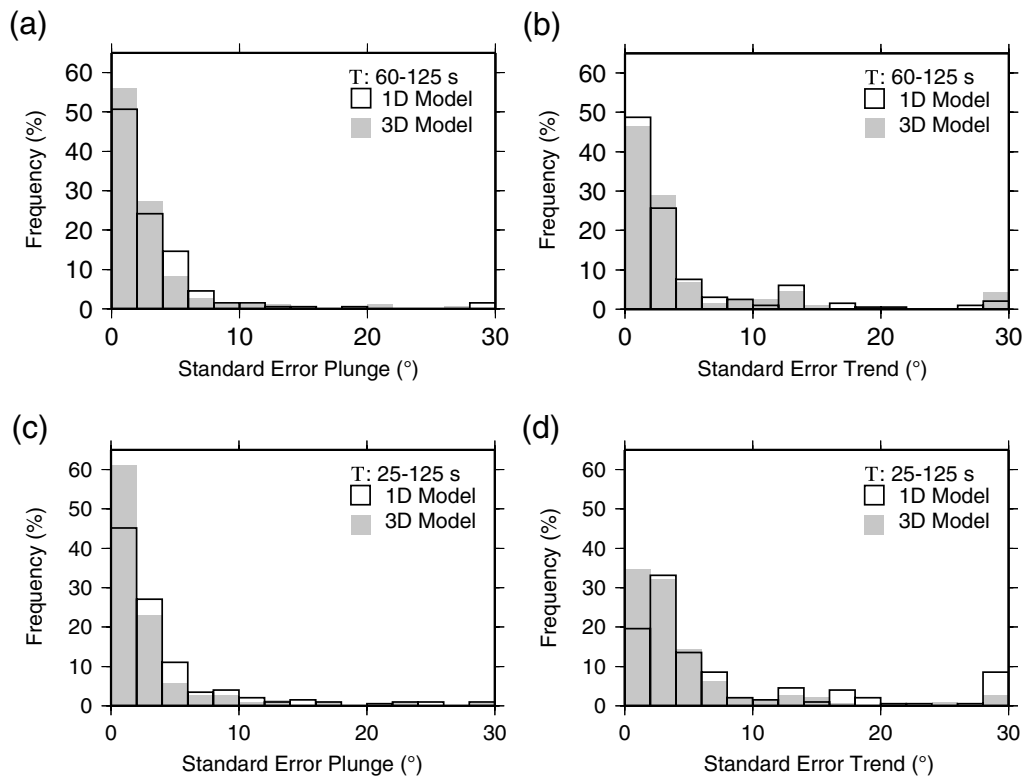 (a)
T: 60-125 s
1D Model
3D Model
Frequency (%)
60
50
40
30
20
10
0
0 10 20 30
Standard Error Plunge (°)
(b)
T: 60-125 s
1D Model
3D Model
Frequency (%)
60
50
40
30
20
10
0
0 10 20 30
Standard Error Trend (°)
(c)
T: 25-125 s
1D Model
3D Model
Frequency (%)
60
50
40
30
20
10
0
0 10 20 30
Standard Error Plunge (°)
(d)
T: 25-125 s
1D Model
3D Model
Frequency (%)
60
50
40
30
20
10
0
0 10 20 30
Standard Error Trend (°)